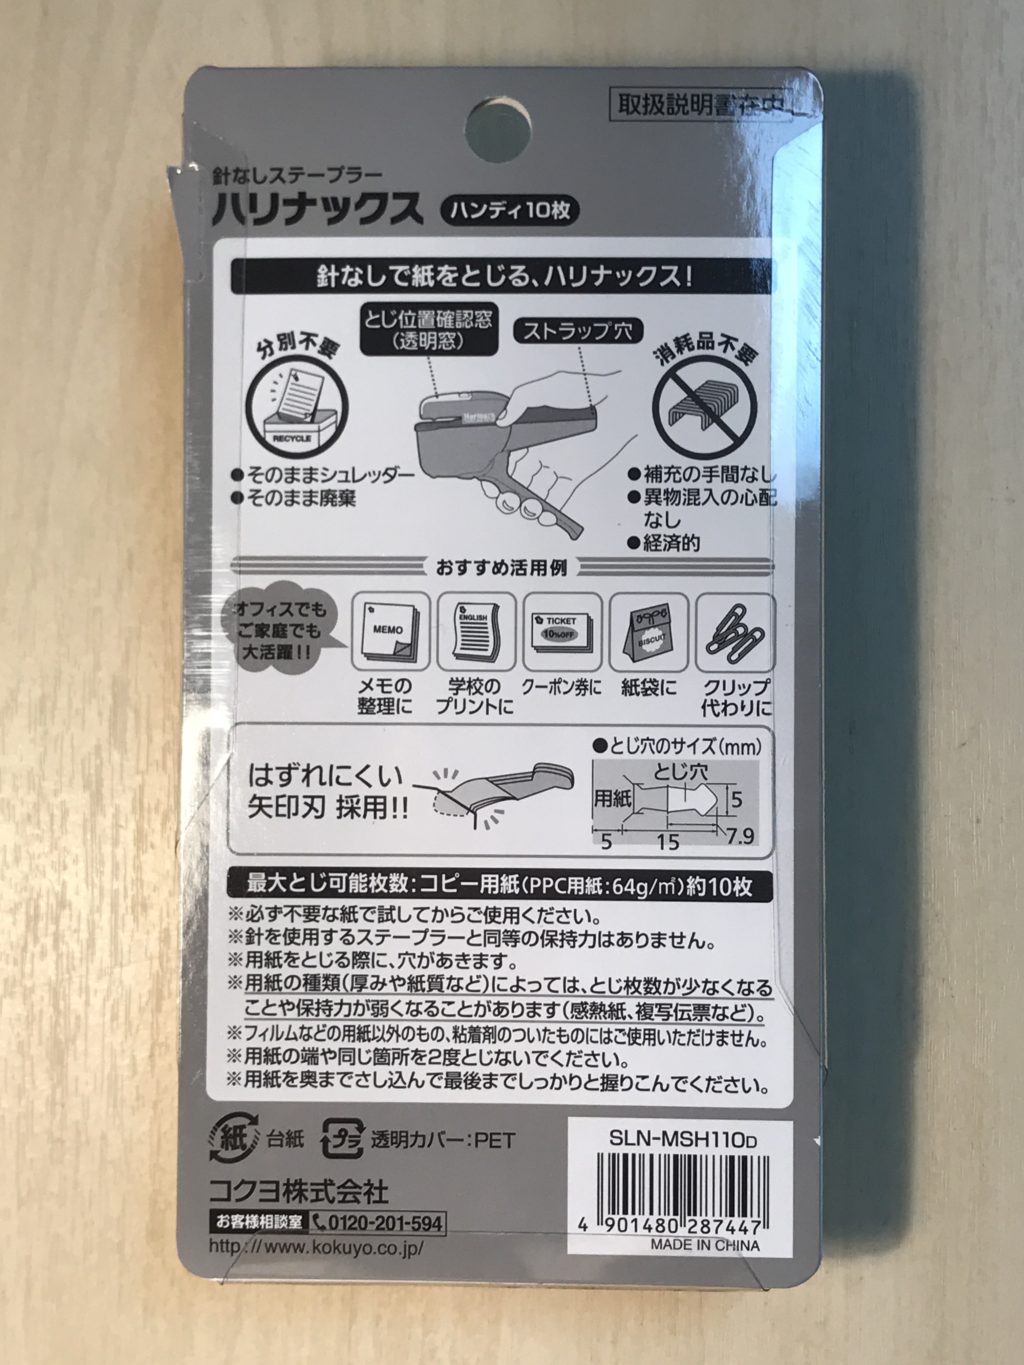 取扱説明書在中
針なしステープラー
ハリナックス ハンディ10枚
針なしで紙をとじる、ハリナックス!
分別不要
とじ位置確認窓
(透明窓)
ストラップ穴
消耗品不要
RECYCLE
Harinacs
●そのままシュレッダー
●そのまま廃棄
●補充の手間なし
●異物混入の心配
なし
●経済的
おすすめ活用例
オフィスでも
ご家庭でも
大活躍!!
MEMO
ENGLISH
TICKET
10%OFF
BISCUIT
メモの
整理に
学校の
プリントに
クーポン券に
紙袋に
クリップ
代わりに
はずれにくい
矢印刃 採用!!
●とじ穴のサイズ(mm)
とじ穴
用紙
5
5
15
7.9
最大とじ可能枚数:コピー用紙(PPC用紙:64g/㎡)約10枚
※必ず不要な紙で試してからご使用ください。
※針を使用するステープラーと同等の保持力はありません。
※用紙をとじる際に、穴があきます。
※用紙の種類(厚みや紙質など)によっては、とじ枚数が少なくなる
ことや保持力が弱くなることがあります(感熱紙、複写伝票など)。
※フィルムなどの用紙以外のもの、粘着剤のついたものにはご使用いただけません。
※用紙の端や同じ箇所を2度とじないでください。
※用紙を奥までさし込んで最後までしっかりと握りこんでください。
紙 台紙 プラ 透明カバー:PET
コクヨ株式会社
お客様相談室 0120-201-594
http://www.kokuyo.co.jp/
SLN-MSH110D
4 901480 287447
MADE IN CHINA